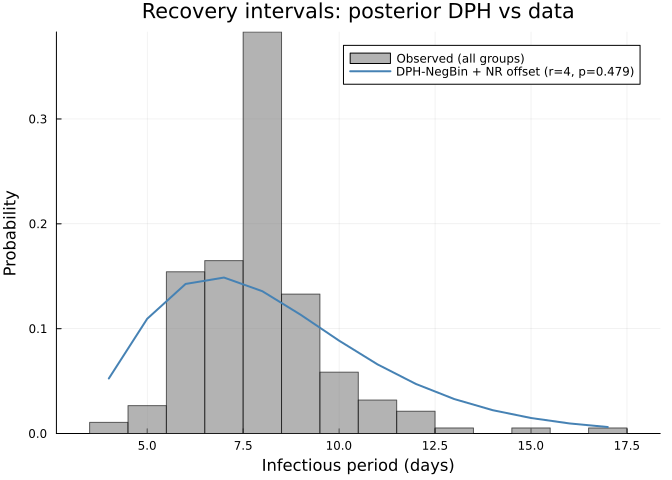 Recovery intervals: posterior DPH vs data
Observed (all groups)
DPH-NegBin + NR offset (r=4, p=0.479)
Probability
0.3
0.2
0.1
0.0
5.0 7.5 10.0 12.5 15.0 17.5
Infectious period (days)